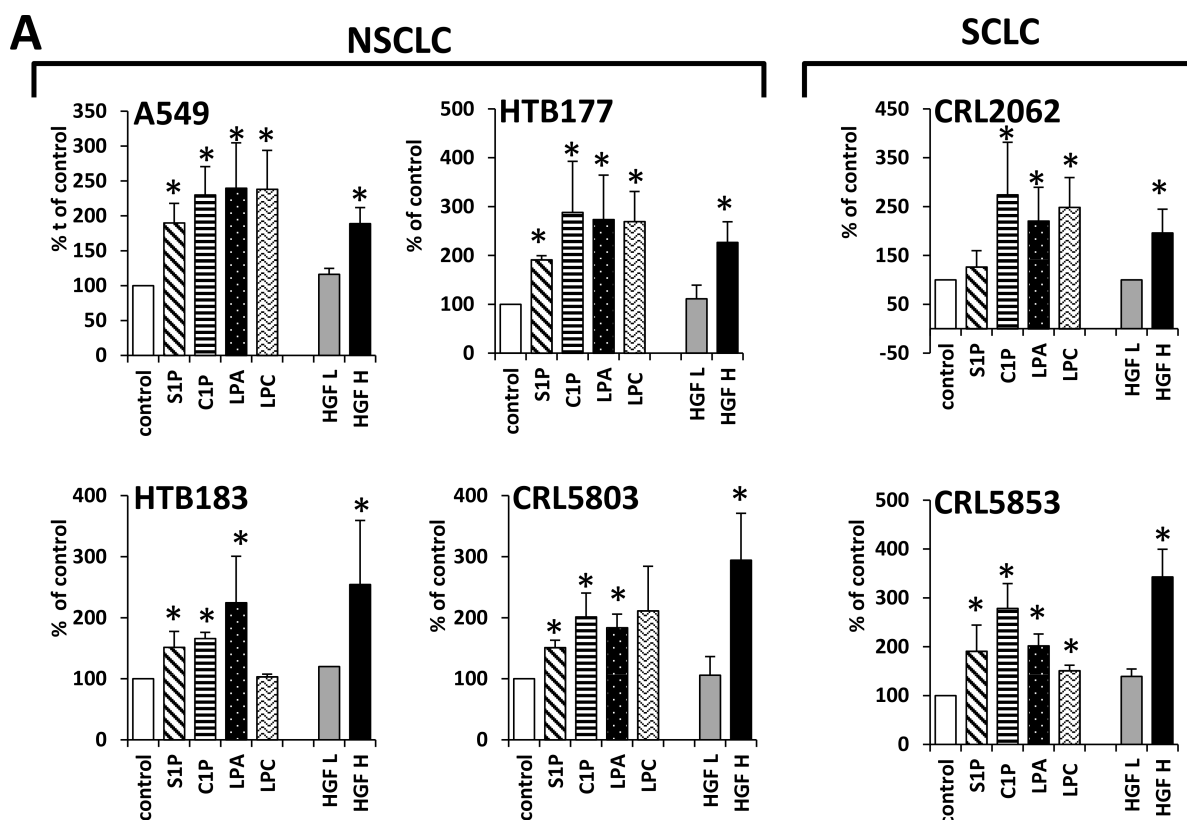 A
NSCLC
SCLC
A549
% t of control
350
300
250
200
150
100
50
0
* * * * *
control S1P C1P LPA LPC HGF L HGF H
HTB177
% of control
500
400
300
200
100
0
* * * * *
control S1P C1P LPA LPC HGF L HGF H
CRL2062
% of control
450
350
250
150
50
-50
* * * *
control S1P C1P LPA LPC HGF L HGF H
HTB183
% of control
400
300
200
100
0
* * * *
control S1P C1P LPA LPC HGF L HGF H
CRL5803
% of control
400
300
200
100
0
* * * *
control S1P C1P LPA LPC HGF L HGF H
CRL5853
% of control
500
400
300
200
100
0
* * * * *
control S1P C1P LPA LPC HGF L HGF H